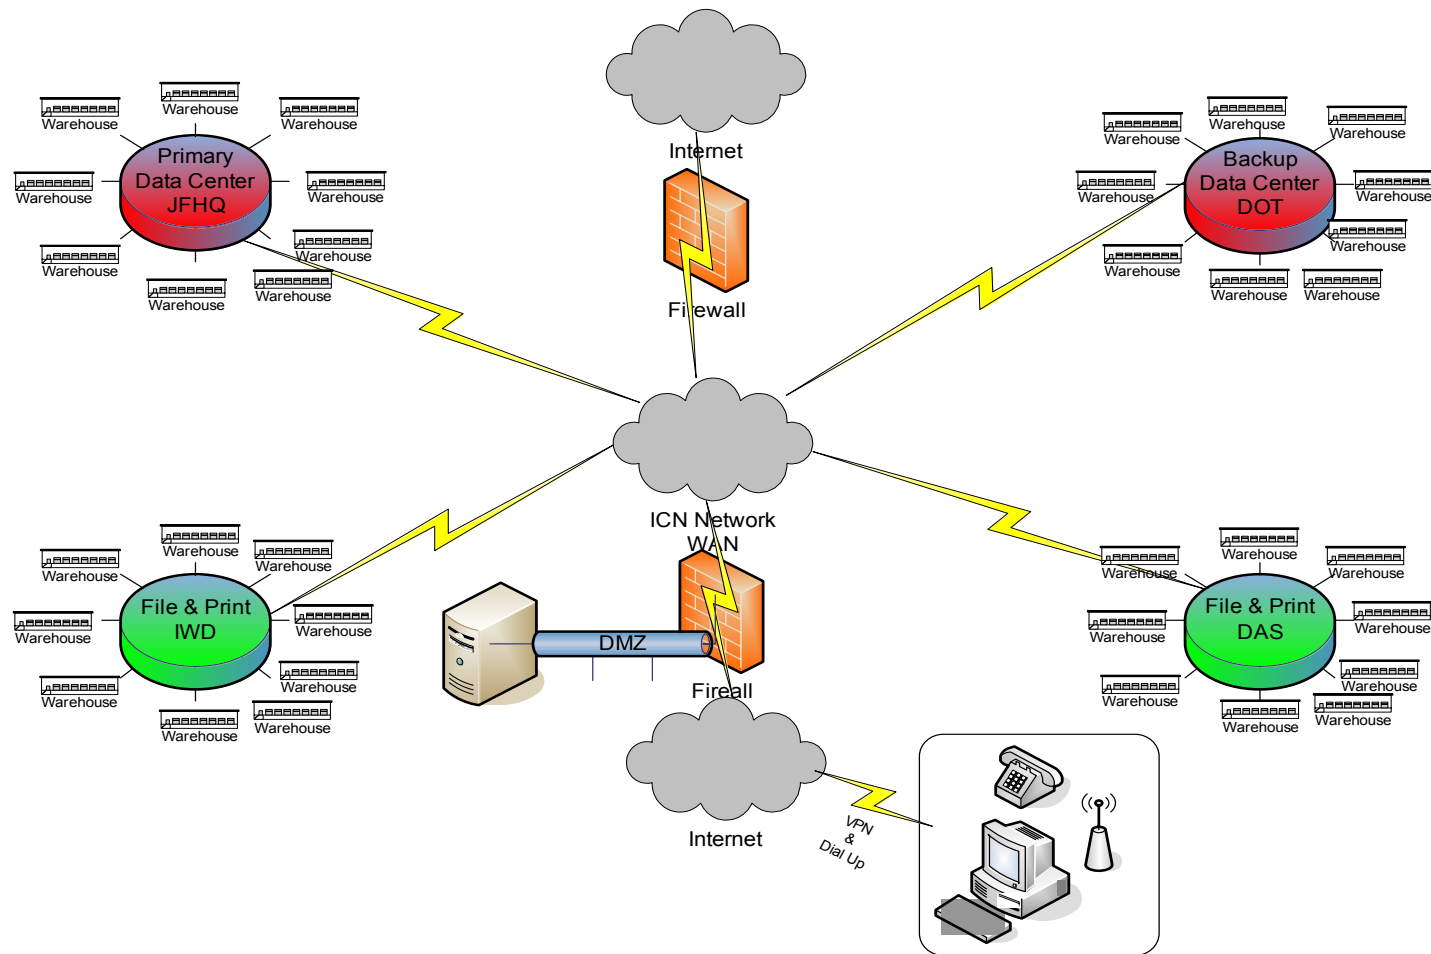 Internet
Firewall
Warehouse
Warehouse
Warehouse
Warehouse
Primary
Data Center
JFHQ
Warehouse
Warehouse
Warehouse
Warehouse
Warehouse
Warehouse
Warehouse
Warehouse
Warehouse
Backup
Data Center
DOT
Warehouse
Warehouse
Warehouse
Warehouse
Warehouse
ICN Network
WAN
Warehouse
Warehouse
Warehouse
Warehouse
File & Print
IWD
Warehouse
Warehouse
Warehouse
Warehouse
Warehouse
DMZ
Fireall
Warehouse
Warehouse
Warehouse
Warehouse
File & Print
DAS
Warehouse
Warehouse
Warehouse
Warehouse
Warehouse
Internet
VPN
&
Dial Up